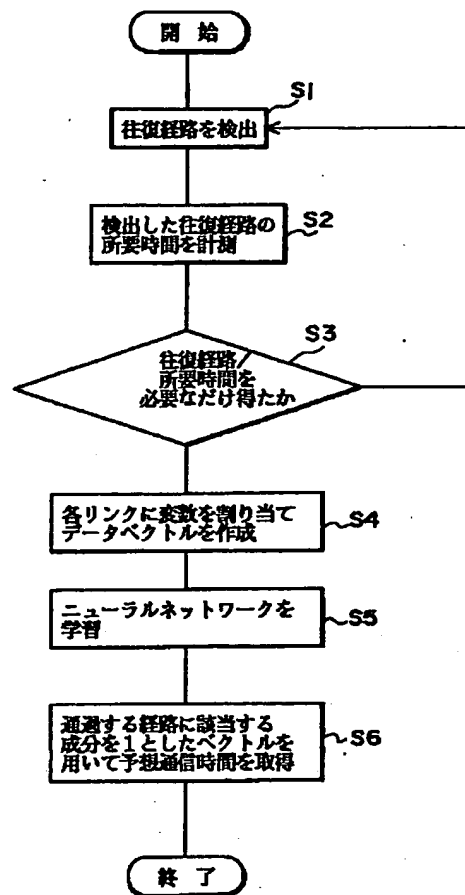 開始
S1
往復経路を検出
S2
検出した往復経路の
所要時間を計測
S3
往復経路/
所要時間を
必要なだけ得たか
各リンクに変数を割り当て
データベクトルを作成
S4
ニューラルネットワークを
学習
S5
通過する経路に該当する
成分を1としたベクトルを
用いて予想通信時間を取得
S6
終了